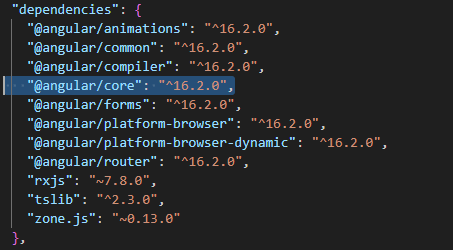 "dependencies": {
"@angular/animations": "^16.2.0",
"@angular/common": "^16.2.0",
"@angular/compiler": "^16.2.0",
"@angular/core": "^16.2.0",
"@angular/forms": "^16.2.0",
"@angular/platform-browser": "^16.2.0",
"@angular/platform-browser-dynamic": "^16.2.0",
"@angular/router": "^16.2.0",
"rxjs": "~7.8.0",
"tslib": "^2.3.0",
"zone.js": "~0.13.0"
},